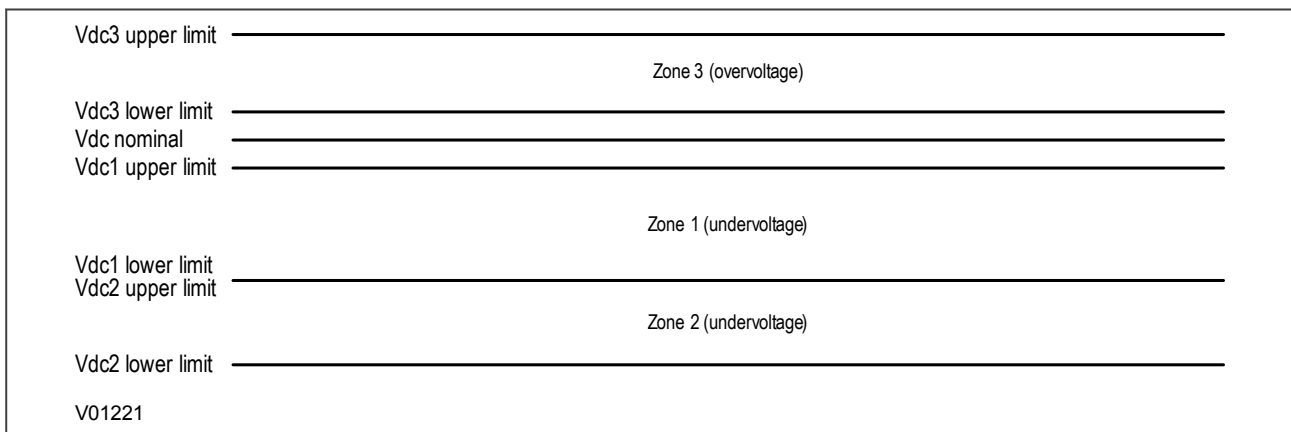 Vdc3 upper limit
Zone 3 (overvoltage)
Vdc3 lower limit
Vdc nominal
Vdc1 upper limit
Zone 1 (undervoltage)
Vdc1 lower limit
Vdc2 upper limit
Zone 2 (undervoltage)
Vdc2 lower limit
V01221